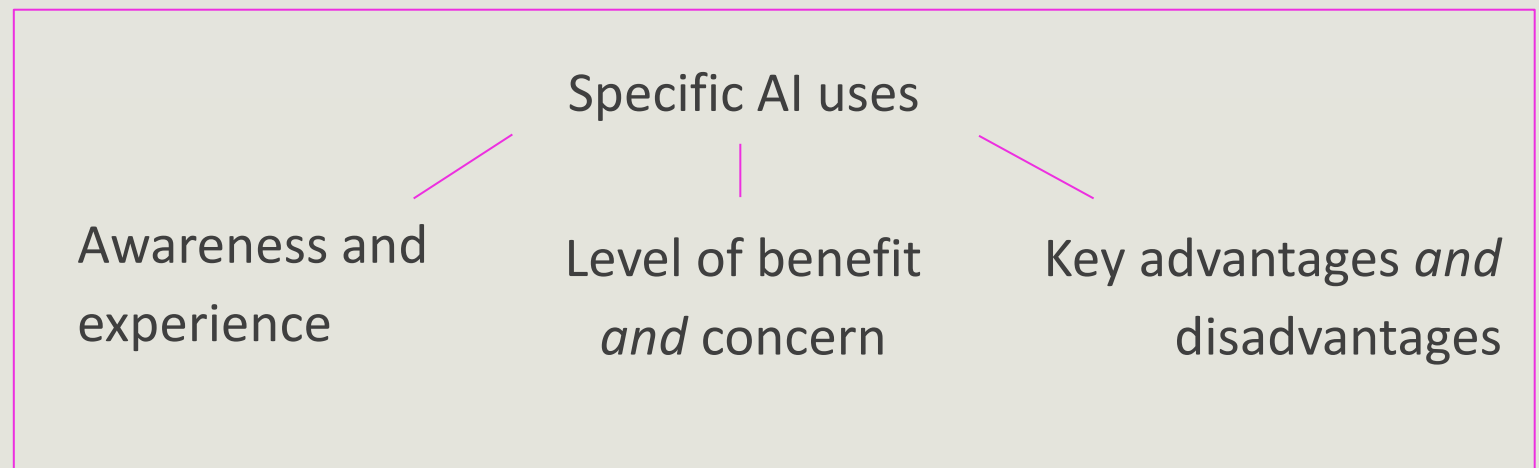 Specific AI uses
Awareness and
experience
Level of benefit
and concern
Key advantages and
disadvantages